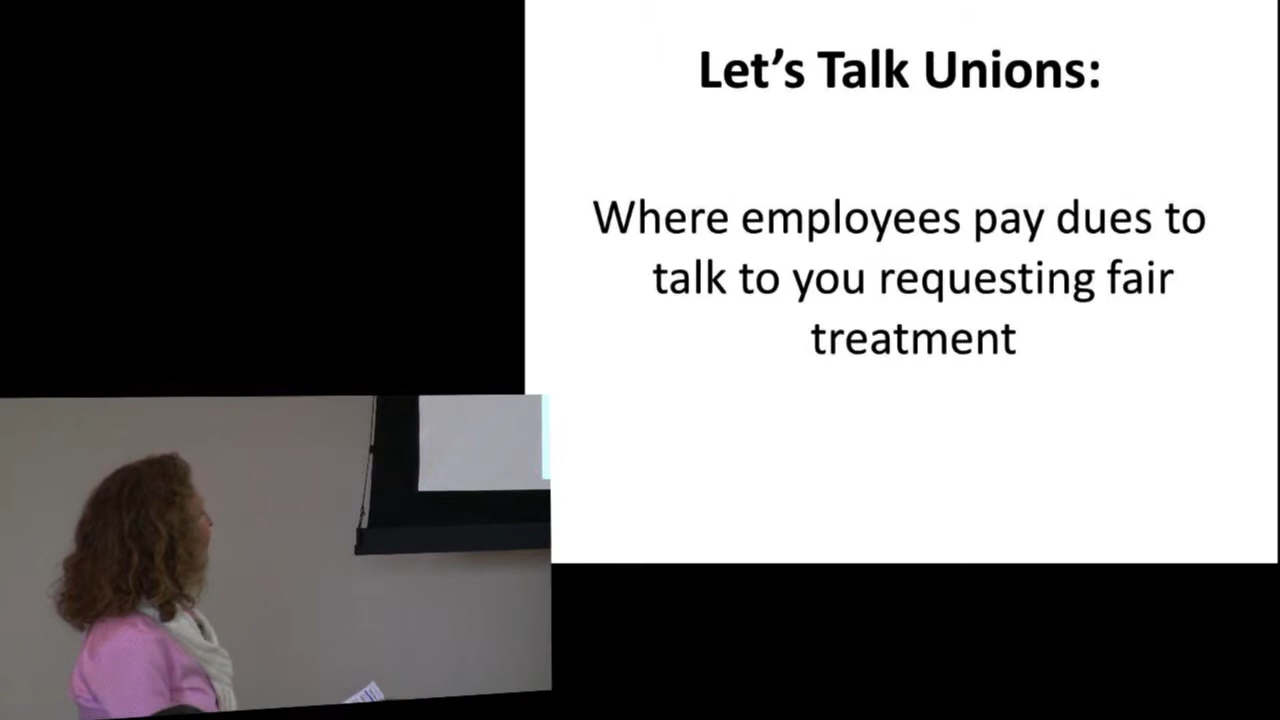 Let’s Talk Unions:
Where employees pay dues to
talk to you requesting fair
treatment